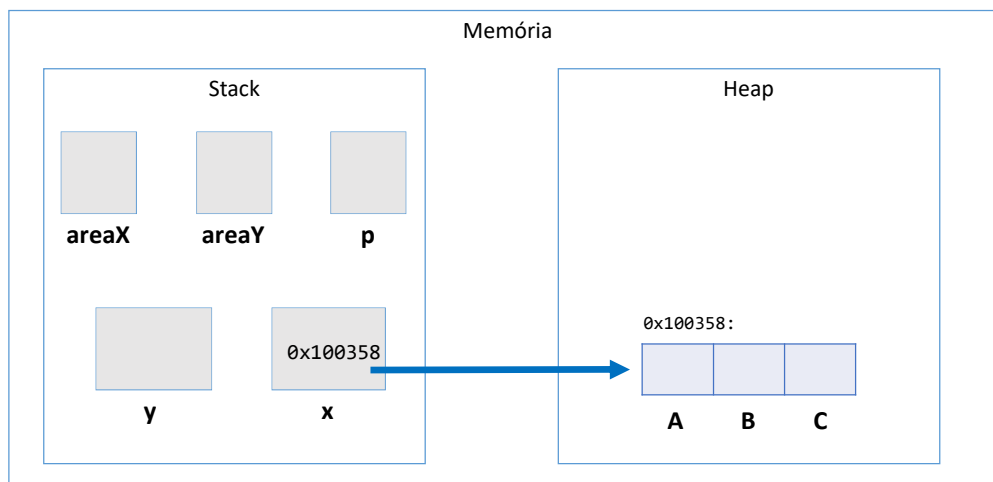 Memória
Stack
Heap
areaX
areaY
p
0x100358
y
x
0x100358:
A
B
C